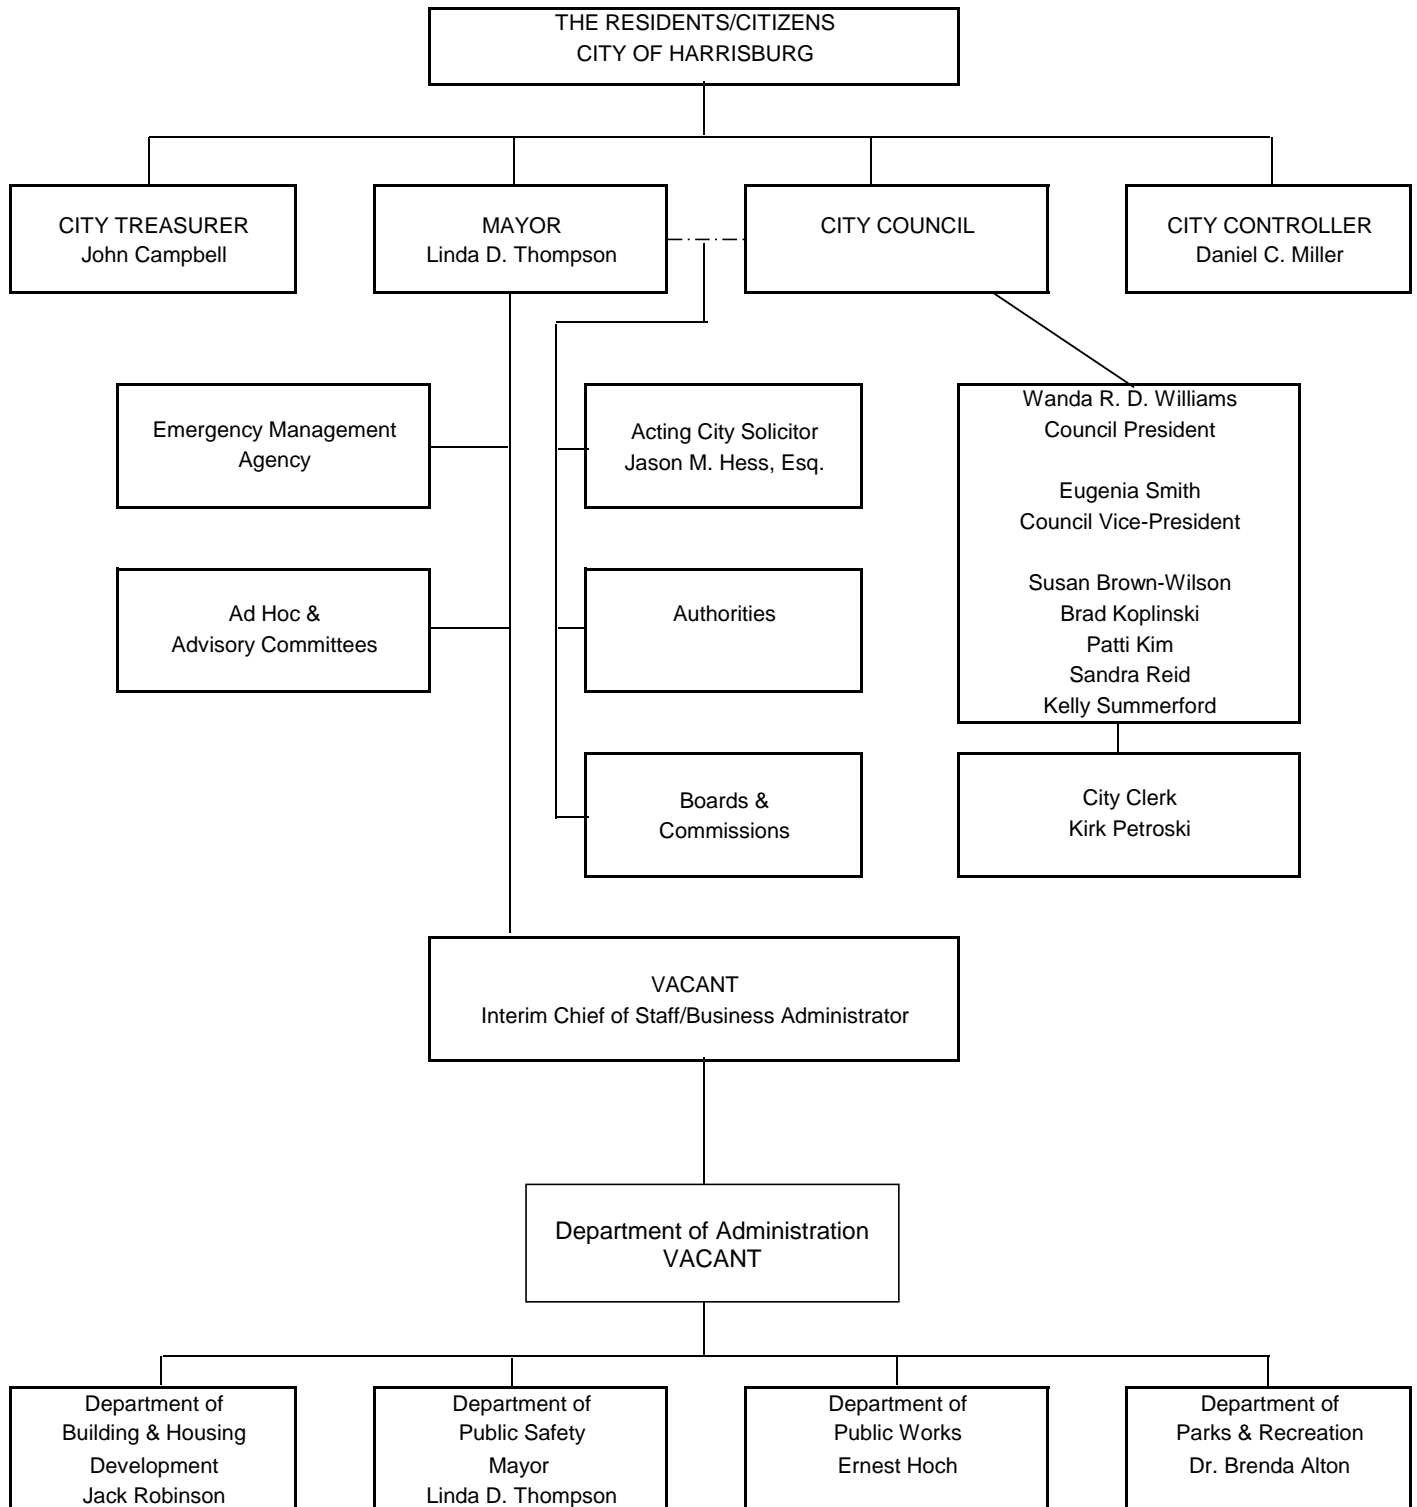 THE RESIDENTS/CITIZENS
CITY OF HARRISBURG
CITY TREASURER
John Campbell
MAYOR
Linda D. Thompson
CITY COUNCIL
CITY CONTROLLER
Daniel C. Miller
Emergency Management
Agency
Acting City Solicitor
Jason M. Hess, Esq.
Wanda R. D. Williams
Council President
Eugenia Smith
Council Vice-President
Susan Brown-Wilson
Brad Koplinski
Patti Kim
Sandra Reid
Kelly Summerford
Ad Hoc &
Advisory Committees
Authorities
Boards &
Commissions
City Clerk
Kirk Petroski
VACANT
Interim Chief of Staff/Business Administrator
Department of Administration
VACANT
Department of
Building & Housing
Development
Jack Robinson
Department of
Public Safety
Mayor
Linda D. Thompson
Department of
Public Works
Ernest Hoch
Department of
Parks & Recreation
Dr. Brenda Alton